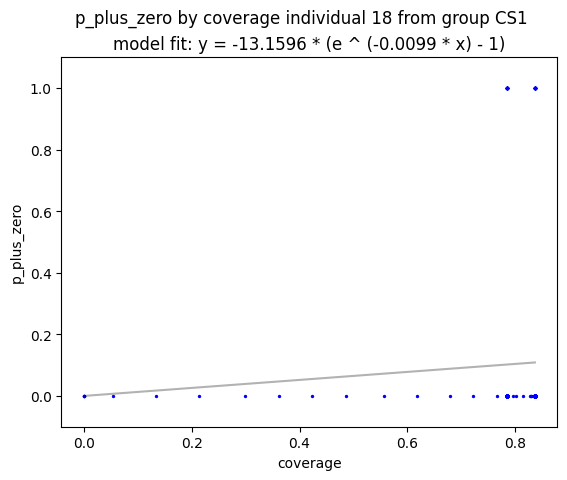 p_plus_zero by coverage individual 18 from group CS1
model fit: y = -13.1596 * (e ^ (-0.0099 * x) - 1)
1.0
0.8
0.6
0.4
0.2
0.0
p_plus_zero
0.0 0.2 0.4 0.6 0.8
coverage